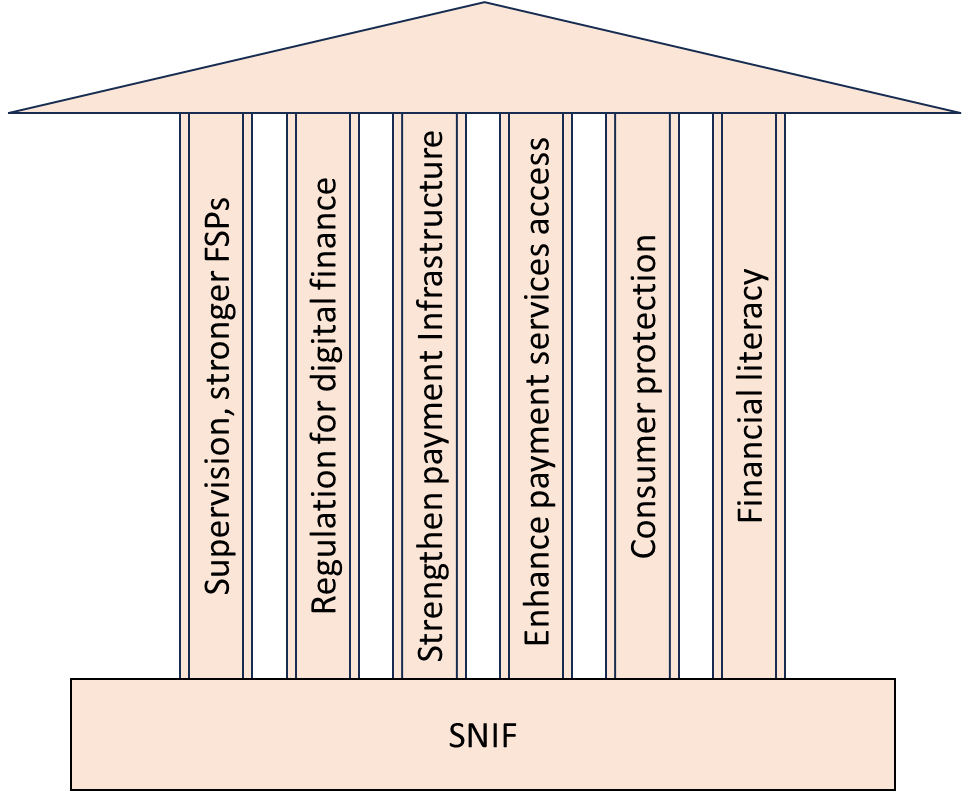 Supervision, stronger FSPs
Regulation for digital finance
Strengthen payment Infrastructure
Enhance payment services access
Consumer protection
Financial literacy
SNIF